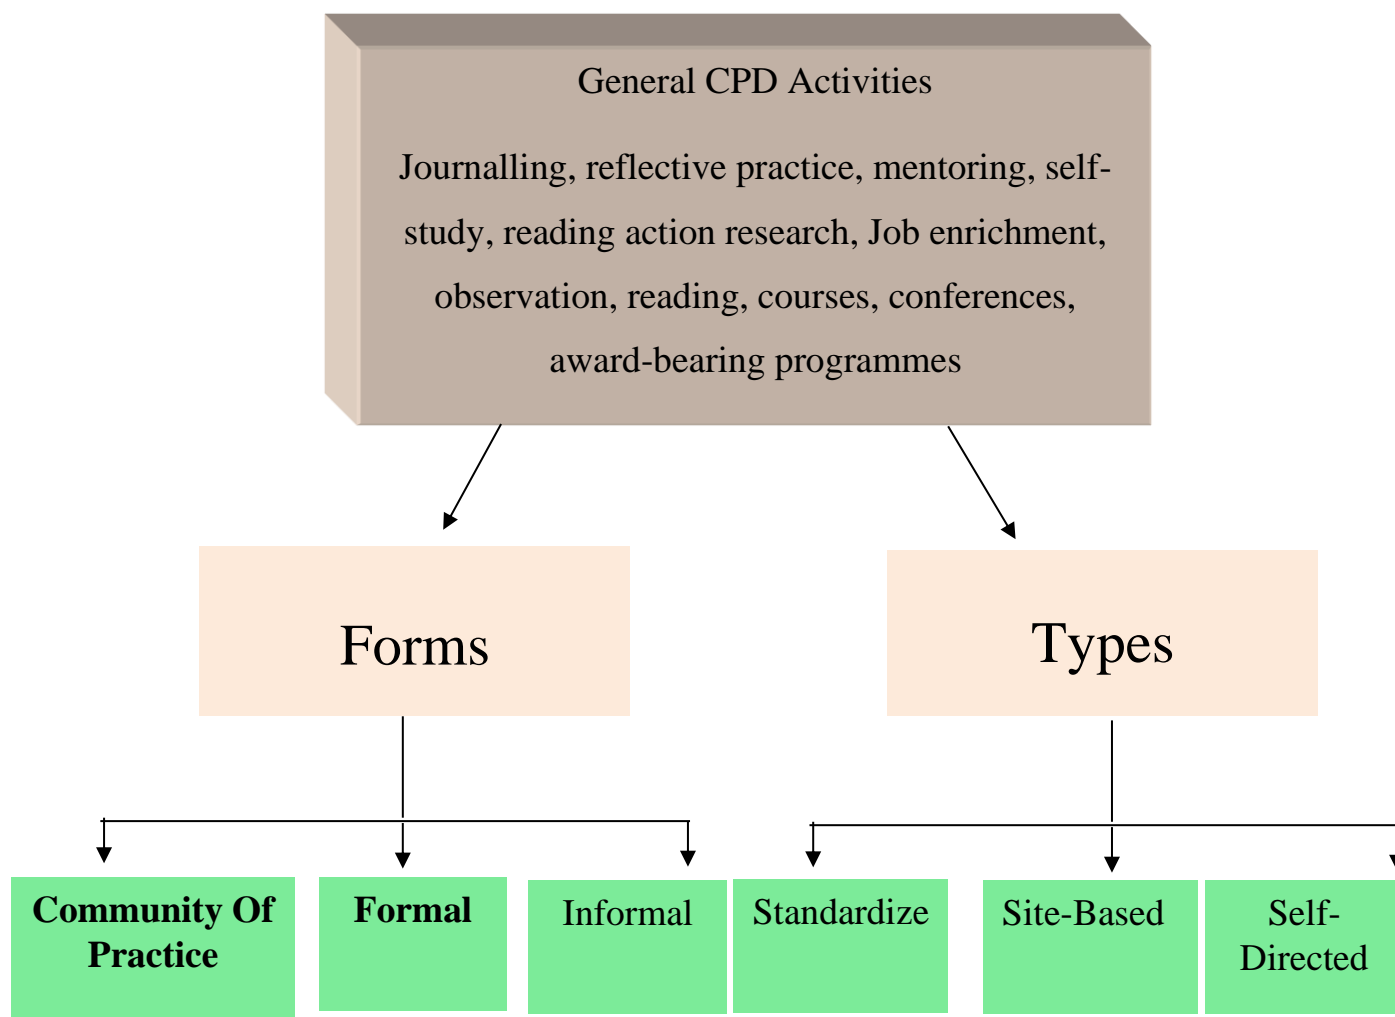 General CPD Activities
Journalling, reflective practice, mentoring, self-
study, reading action research, Job enrichment,
observation, reading, courses, conferences,
award-bearing programmes
Forms
Types
Community Of
Practice
Formal
Informal
Standardize
Site-Based
Self-
Directed